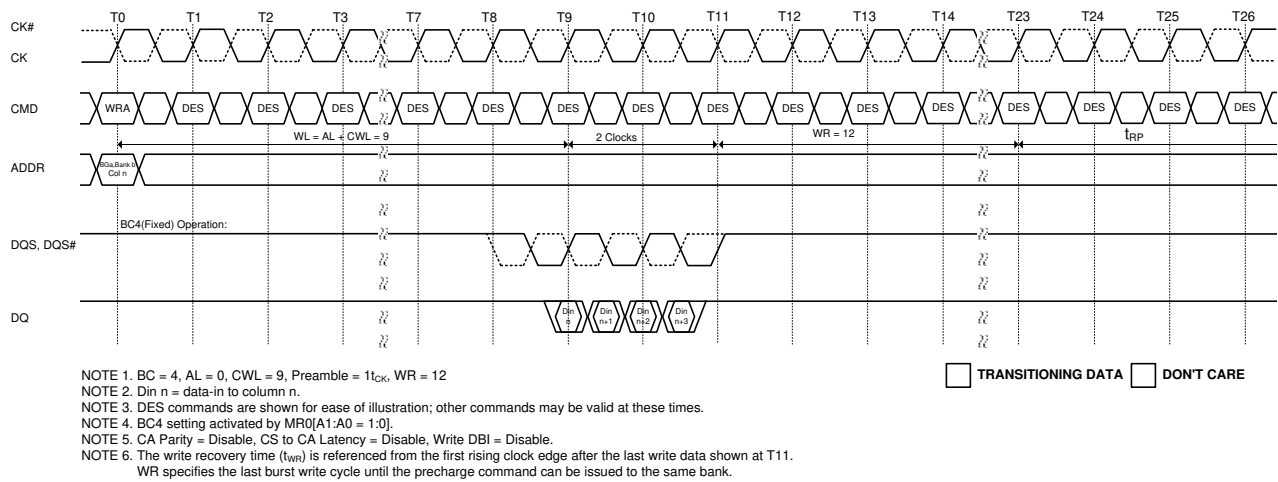 T0 T1 T2 T3 T7 T8 T9 T10 T11 T12 T13 T14 T23 T24 T25 T26
CK#
CK
CMD WRA DES DES DES DES DES DES DES DES DES DES DES DES DES DES DES
WL = AL + CWL = 9 2 Clocks WR = 12 tRP
ADDR BGa,Bank b
Col n
BC4(Fixed) Operation:
DQS, DQS#
DQ Din n Din n+1 Din n+2 Din n+3
NOTE 1. BC = 4, AL = 0, CWL = 9, Preamble = 1tCK, WR = 12
NOTE 2. Din n = data-in to column n.
NOTE 3. DES commands are shown for ease of illustration; other commands may be valid at these times.
NOTE 4. BC4 setting activated by MR0[A1:A0 = 1:0].
NOTE 5. CA Parity = Disable, CS to CA Latency = Disable, Write DBI = Disable.
NOTE 6. The write recovery time (tWR) is referenced from the first rising clock edge after the last write data shown at T11.
WR specifies the last burst write cycle until the precharge command can be issued to the same bank.
TRANSITIONING DATA DON'T CARE